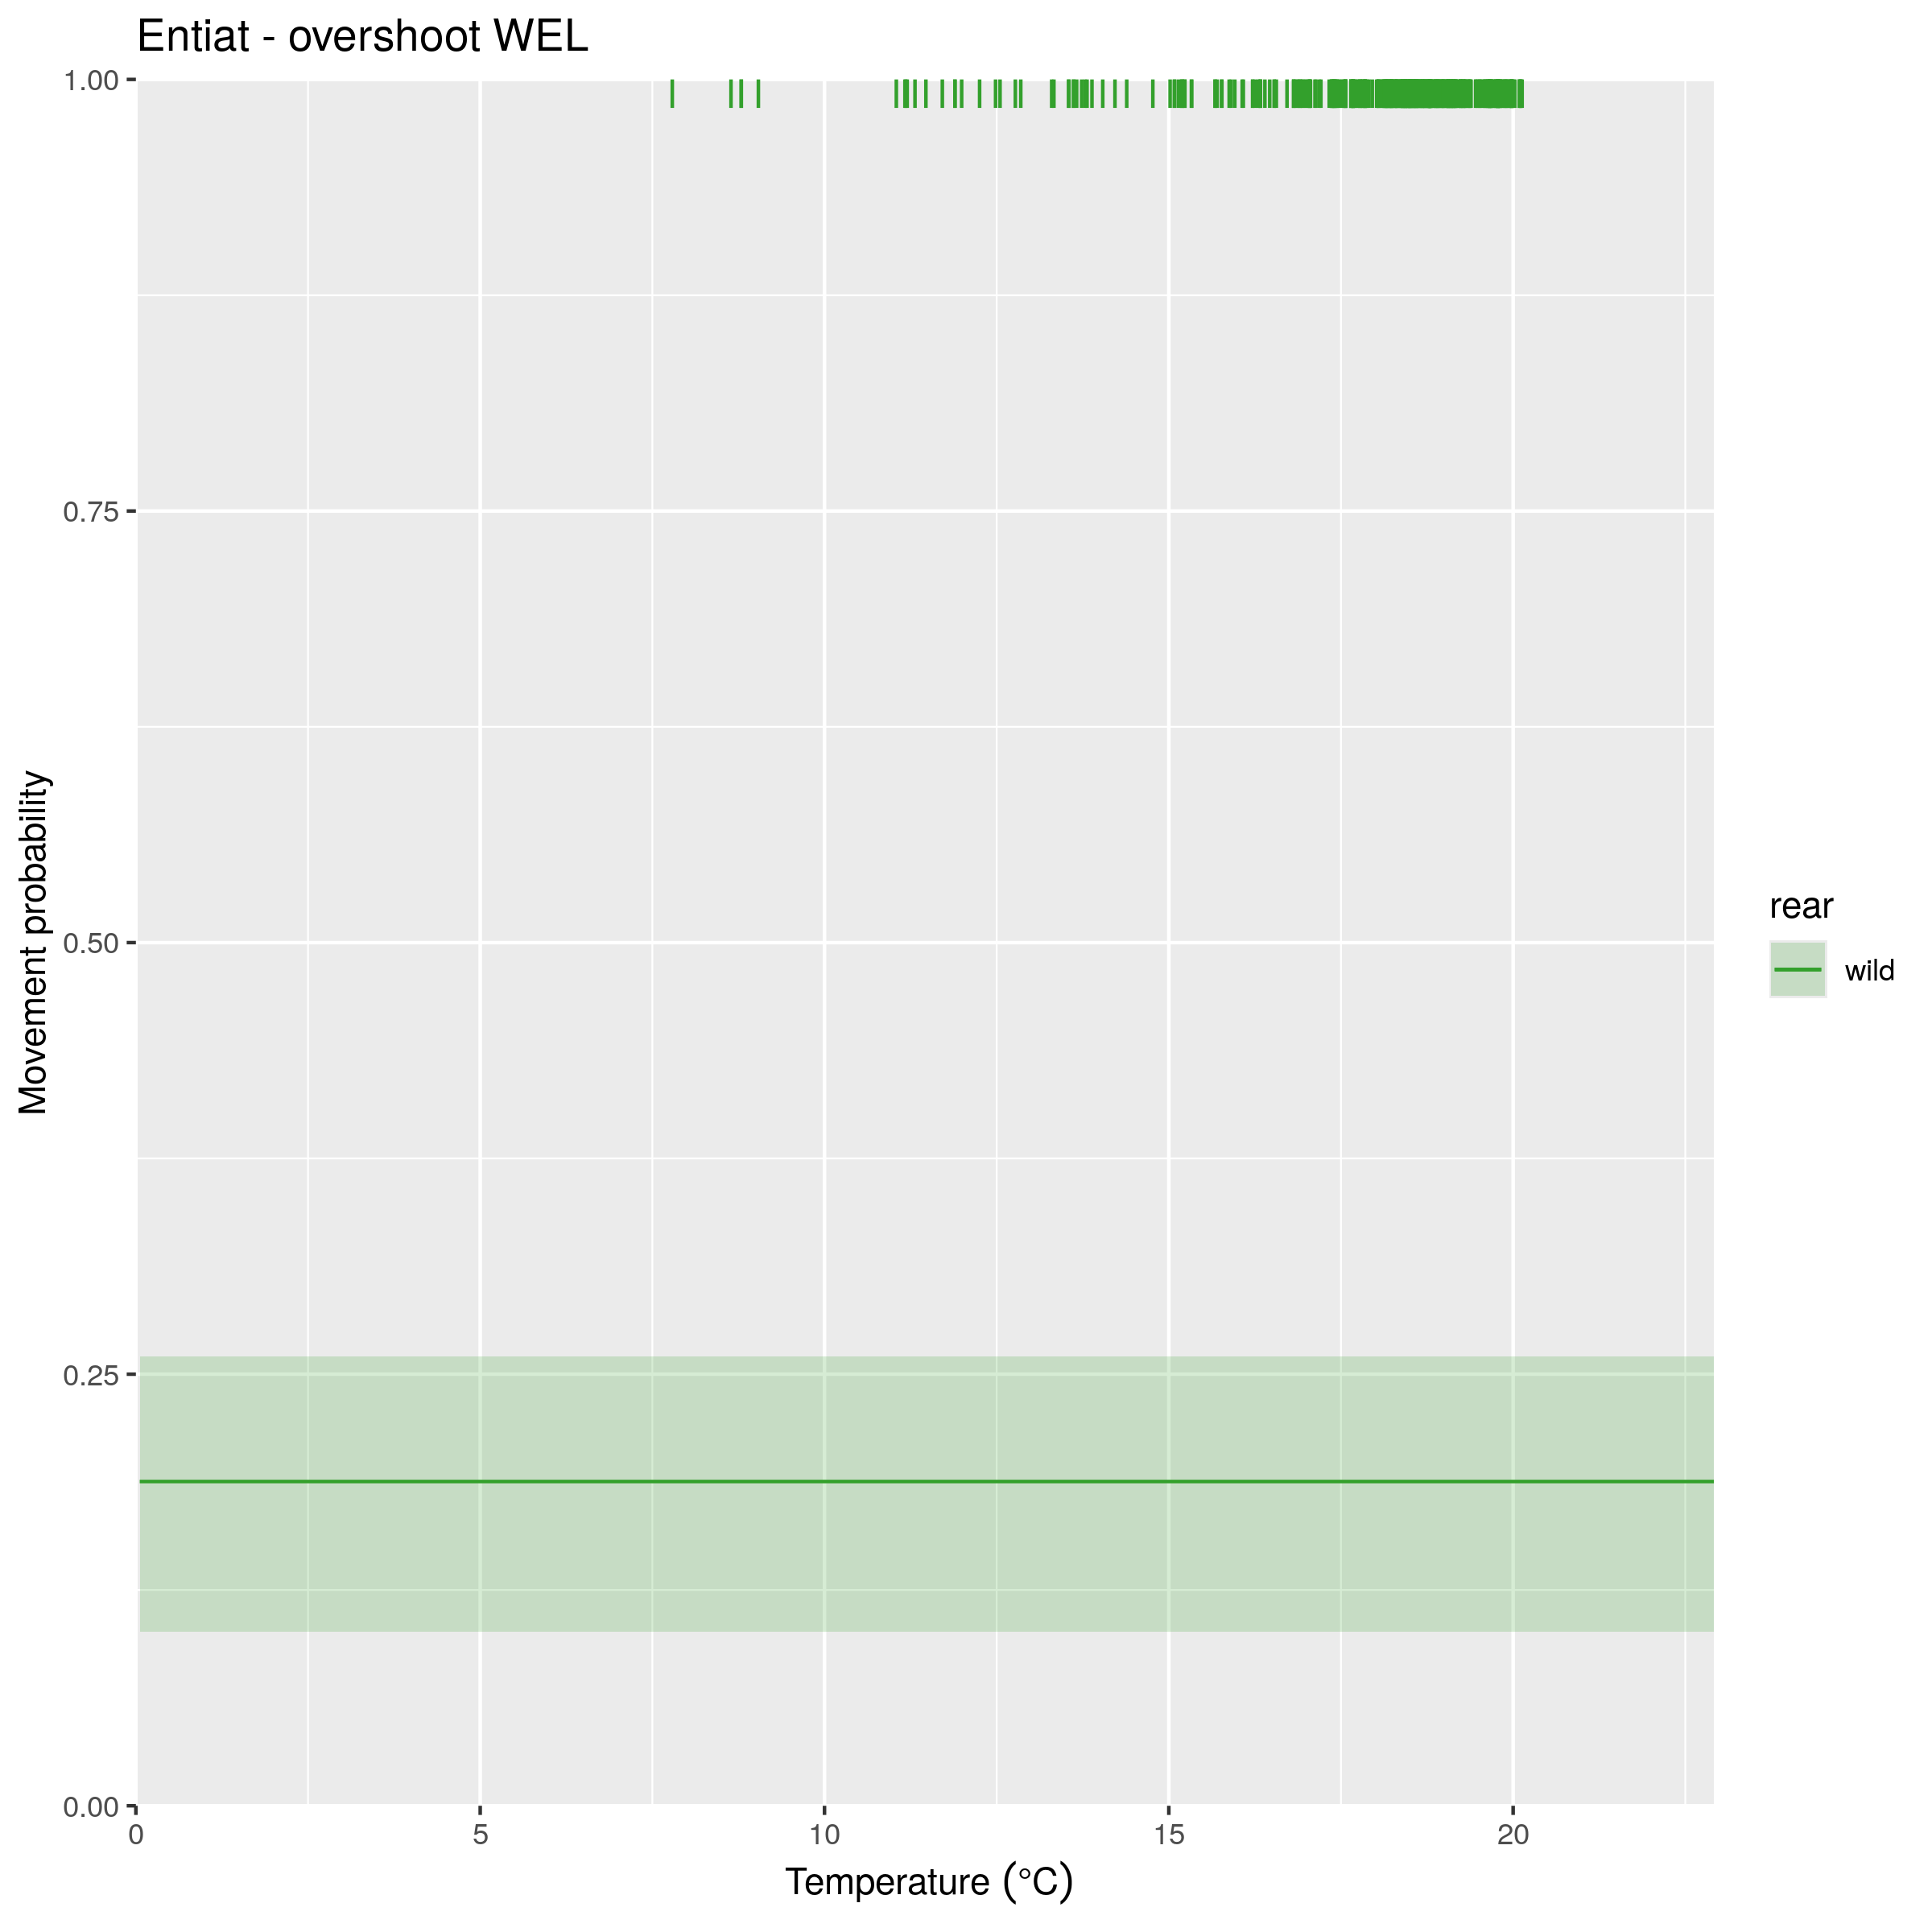 Entiat - overshoot WEL
1.00
0.75
0.50
0.25
0.00
Movement probability
0
5
10
15
20
Temperature (°C)
rear
wild